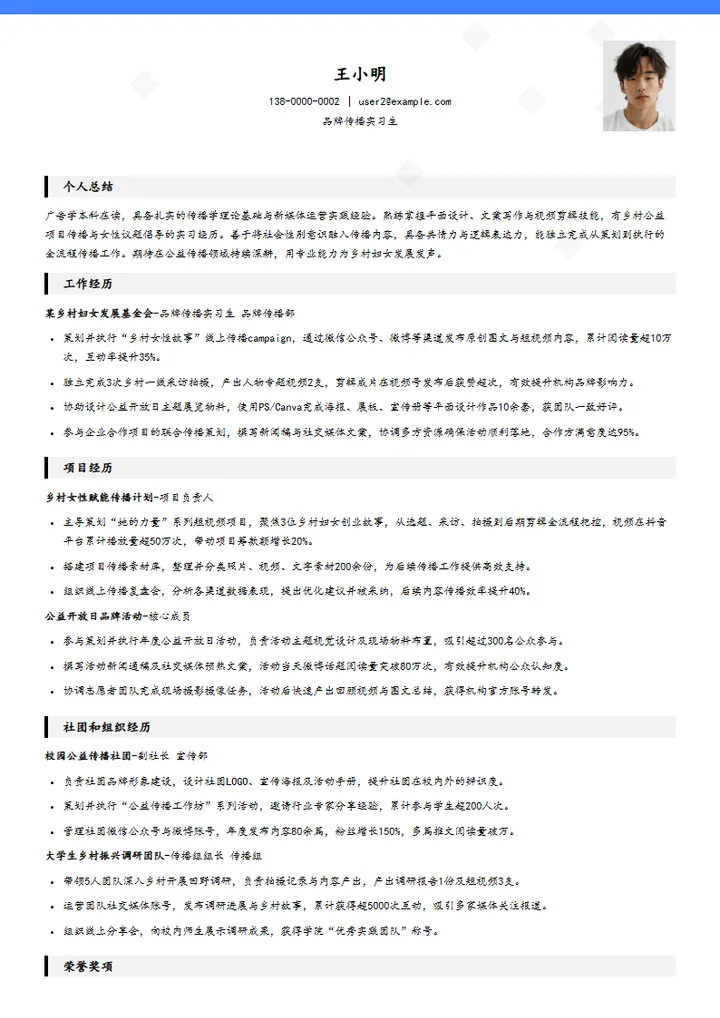 王小明
138-0000-0002 | user2@example.com
品牌传播实习生
个人总结
广告学本科在读，具备扎实的传播学理论基础与新媒体运营实践经验。熟练掌握平面设计、文案写作与视频剪辑技能，有乡村公益
项目传播与女性议题倡导的实习经历。善于将社会性别意识融入传播内容，具备共情力与逻辑表达力，能独立完成从策划到执行的
全流程传播工作。期待在公益传播领域持续深耕，用专业能力为乡村妇女发展发声。
工作经历
某乡村妇女发展基金会-品牌传播实习生 品牌传播部
• 策划并执行“乡村女性故事”线上传播campaign，通过微信公众号、微博等渠道发布原创图文与短视频内容，累计阅读量超10万
次，互动率提升35%。
• 独立完成3次乡村一线采访拍摄，产出人物专题视频2支，剪辑成片在视频号发布后获赞超次，有效提升机构品牌影响力。
• 协助设计公益开放日主题展览物料，使用PS/Canva完成海报、展板、宣传册等平面设计作品10余套，获团队一致好评。
• 参与企业合作项目的联合传播策划，撰写新闻稿与社交媒体文案，协调多方资源确保活动顺利落地，合作方满意度达95%。
项目经历
乡村女性赋能传播计划-项目负责人
• 主导策划“她的力量”系列短视频项目，聚焦3位乡村妇女创业故事，从选题、采访、拍摄到后期剪辑全流程把控，视频在抖音
平台累计播放量超50万次，带动项目筹款额增长20%。
• 搭建项目传播素材库，整理并分类照片、视频、文字素材200余份，为后续传播工作提供高效支持。
• 组织线上传播复盘会，分析各渠道数据表现，提出优化建议并被采纳，后续内容传播效率提升40%。
公益开放日品牌活动-核心成员
• 参与策划并执行年度公益开放日活动，负责活动主题视觉设计及现场物料布置，吸引超过300名公众参与。
• 撰写活动新闻通稿及社交媒体预热文案，活动当天微博话题阅读量突破80万次，有效提升机构公众认知度。
• 协调志愿者团队完成现场摄影摄像任务，活动后快速产出回顾视频与图文总结，获得机构官方账号转发。
社团和组织经历
校园公益传播社团-副社长 宣传部
• 负责社团品牌形象建设，设计社团LOGO、宣传海报及活动手册，提升社团在校内外的辨识度。
• 策划并执行“公益传播工作坊”系列活动，邀请行业专家分享经验，累计参与学生超200人次。
• 管理社团微信公众号与微博账号，年度发布内容80余篇，粉丝增长150%，多篇推文阅读量破万。
大学生乡村振兴调研团队-传播组组长 传播组
• 带领5人团队深入乡村开展田野调研，负责拍摄记录与内容产出，产出调研报告1份及短视频3支。
• 运营团队社交媒体账号，发布调研进展与乡村故事，累计获得超5000次互动，吸引多家媒体关注报道。
• 组织线上分享会，向校内师生展示调研成果，获得学院“优秀实践团队”称号。
荣誉奖项